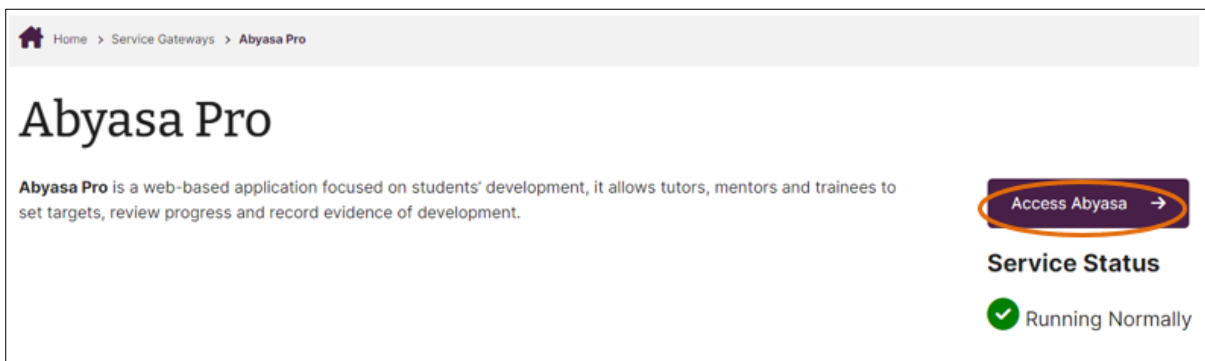 Home > Service Gateways > Abyasa Pro
Abyasa Pro
Abyasa Pro is a web-based application focused on students' development, it allows tutors, mentors and trainees to
set targets, review progress and record evidence of development.
Access Abyasa →
Service Status
Running Normally